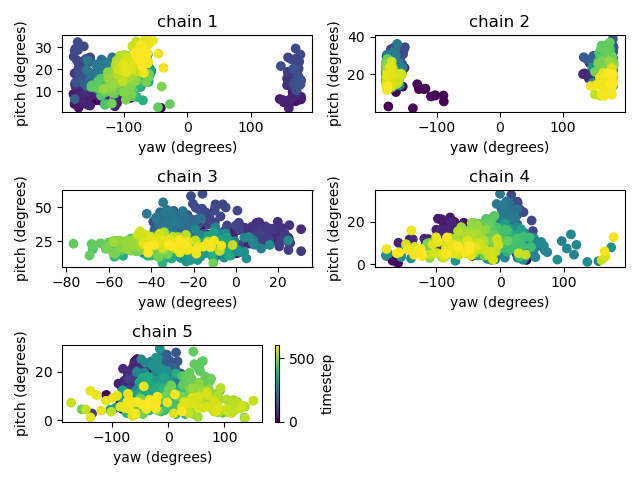 chain 1
pitch (degrees)
30
20
10
−100 0 100
yaw (degrees)
chain 2
pitch (degrees)
40
20
−100 0 100
yaw (degrees)
chain 3
pitch (degrees)
50
25
−80 −60 −40 −20 0 20
yaw (degrees)
chain 4
pitch (degrees)
20
0
−100 0 100
yaw (degrees)
chain 5
pitch (degrees)
20
0
−100 0 100
yaw (degrees)
500
0
timestep